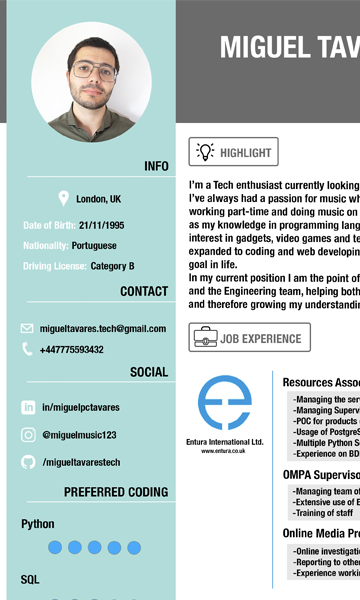 MIGUEL TAV
INFO
London, UK
Date of Birth: 21/11/1995
Nationality: Portuguese
Driving License: Category B
CONTACT
migueltavares.tech@gmail.com
+447775593432
SOCIAL
in/miguelpctavares
@miguelmusic123
/migueltavarestech
PREFERRED CODING
Python
SQL
HIGHLIGHT
I'm a Tech enthusiast currently looking
I've always had a passion for music wh
working part-time and doing music on
as my knowledge in programming lang
interest in gadgets, video games and te
expanded to coding and web developin
goal in life.
In my current position I am the point of
and the Engineering team, helping both
and therefore growing my understandin
JOB EXPERIENCE
Entura International Ltd.
www.entura.co.uk
Resources Assoc
-Managing the serv
-Managing Supervi
-POC for products
-Usage of PostgreS
-Multiple Python S
-Experience on BD
OMPA Superviso
-Managing team of
-Extensive use of E
-Training of staff
Online Media Pro
-Online investigatio
-Reporting to other
-Experience workin